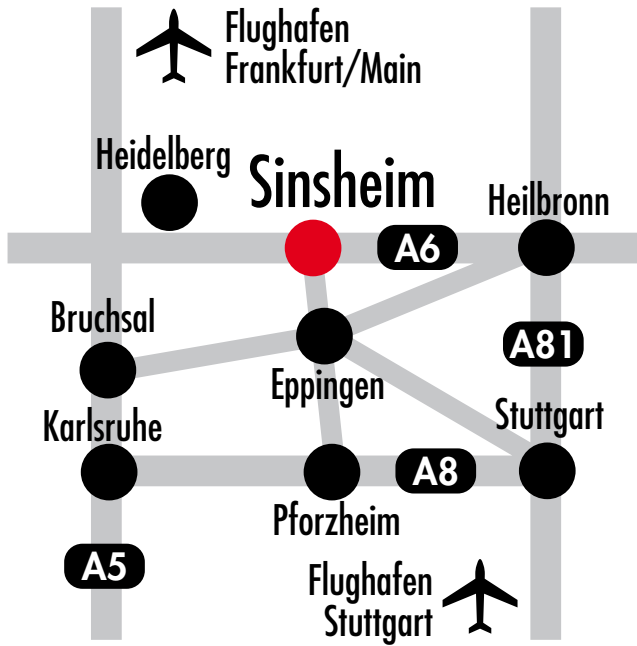 Flughafen
Frankfurt/Main
Heidelberg
Sinsheim
Heilbronn
A6
Bruchsal
A81
Eppingen
Karlsruhe
Stuttgart
A8
Pforzheim
A5
Flughafen
Stuttgart